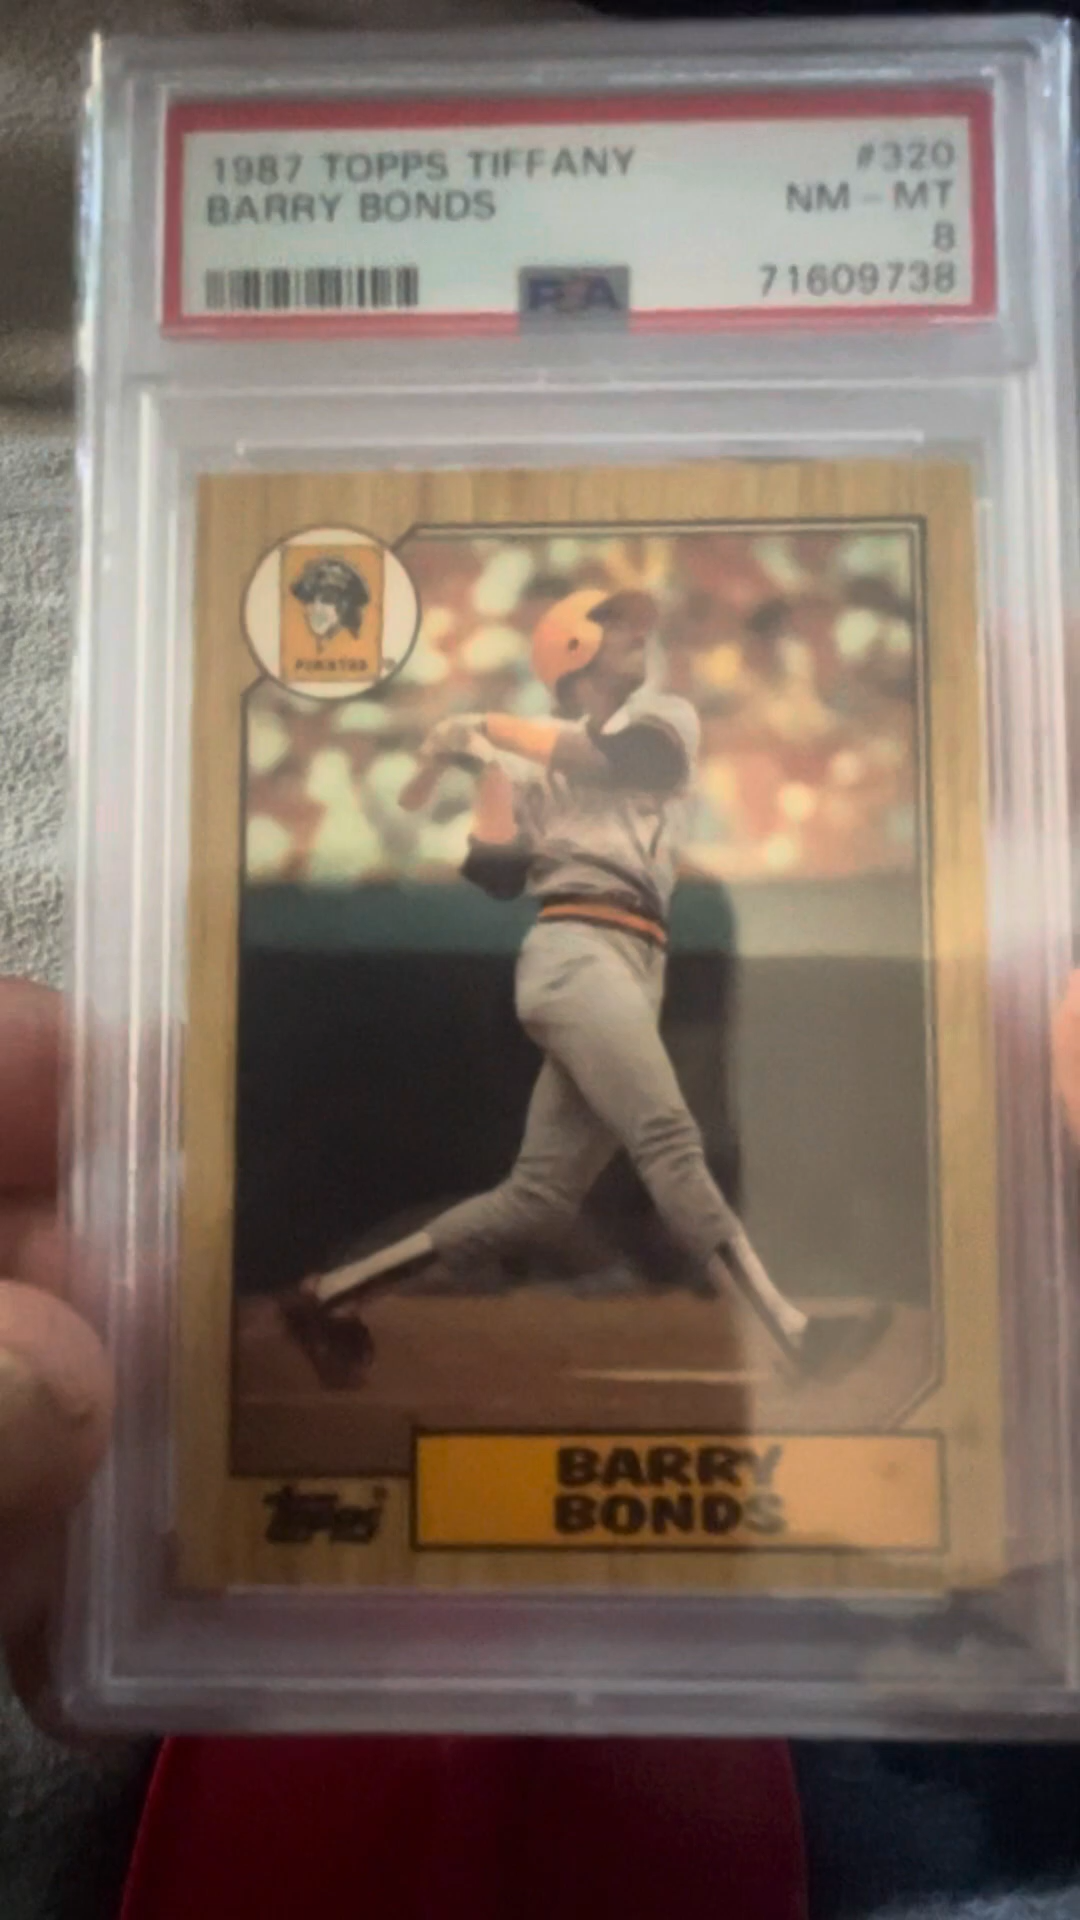 1987 TOPPS TIFFANY #320
BARRY BONDS NM - MT
8
PSA 71609738
PIRATES
BARRY
BONDS
Topps